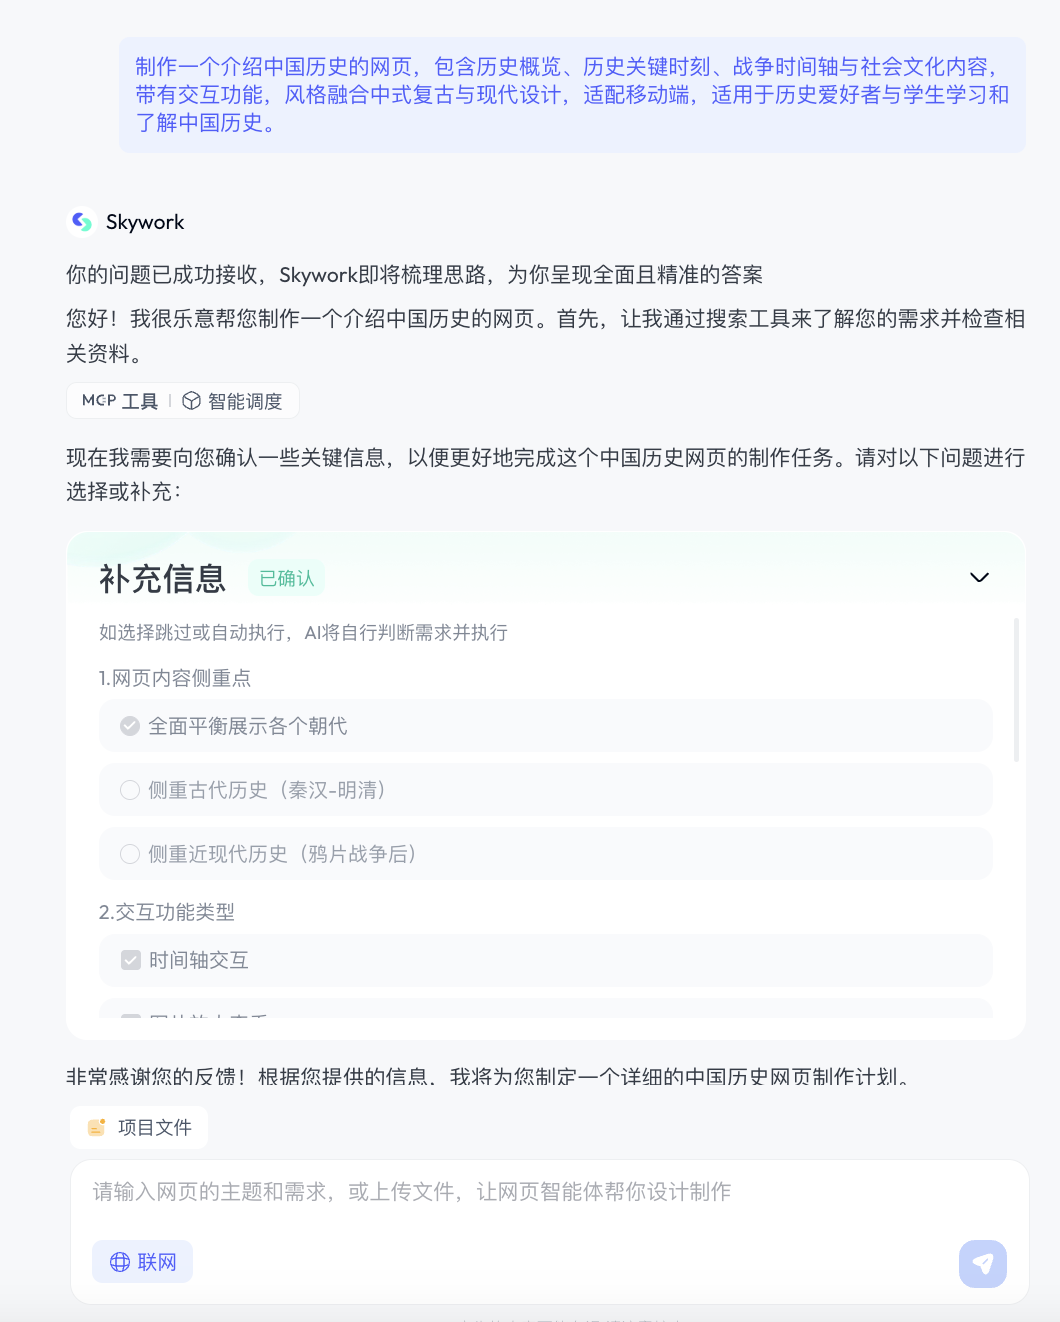 制作一个介绍中国历史的网页，包含历史概览、历史关键时刻、战争时间轴与社会文化内容，
带有交互功能，风格融合中式复古与现代设计，适配移动端，适用于历史爱好者与学生学习和
了解中国历史。
Skywork
你的问题已成功接收，Skywork即将梳理思路，为你呈现全面且精准的答案
您好！我很乐意帮您制作一个介绍中国历史的网页。首先，让我通过搜索工具来了解您的需求并检查相
关资料。
MCP 工具 | 智能调度
现在我需要向您确认一些关键信息，以便更好地完成这个中国历史网页的制作任务。请对以下问题进行
选择或补充：
补充信息 已确认
如选择跳过或自动执行，AI将自行判断需求并执行
1.网页内容侧重点
全面平衡展示各个朝代
侧重古代历史（秦汉-明清）
侧重近现代历史（鸦片战争后）
2.交互功能类型
时间轴交互
非常感谢您的反馈！根据您提供的信息，我将为您制定一个详细的中国历史网页制作计划。
项目文件
请输入网页的主题和需求，或上传文件，让网页智能体帮你设计制作
联网